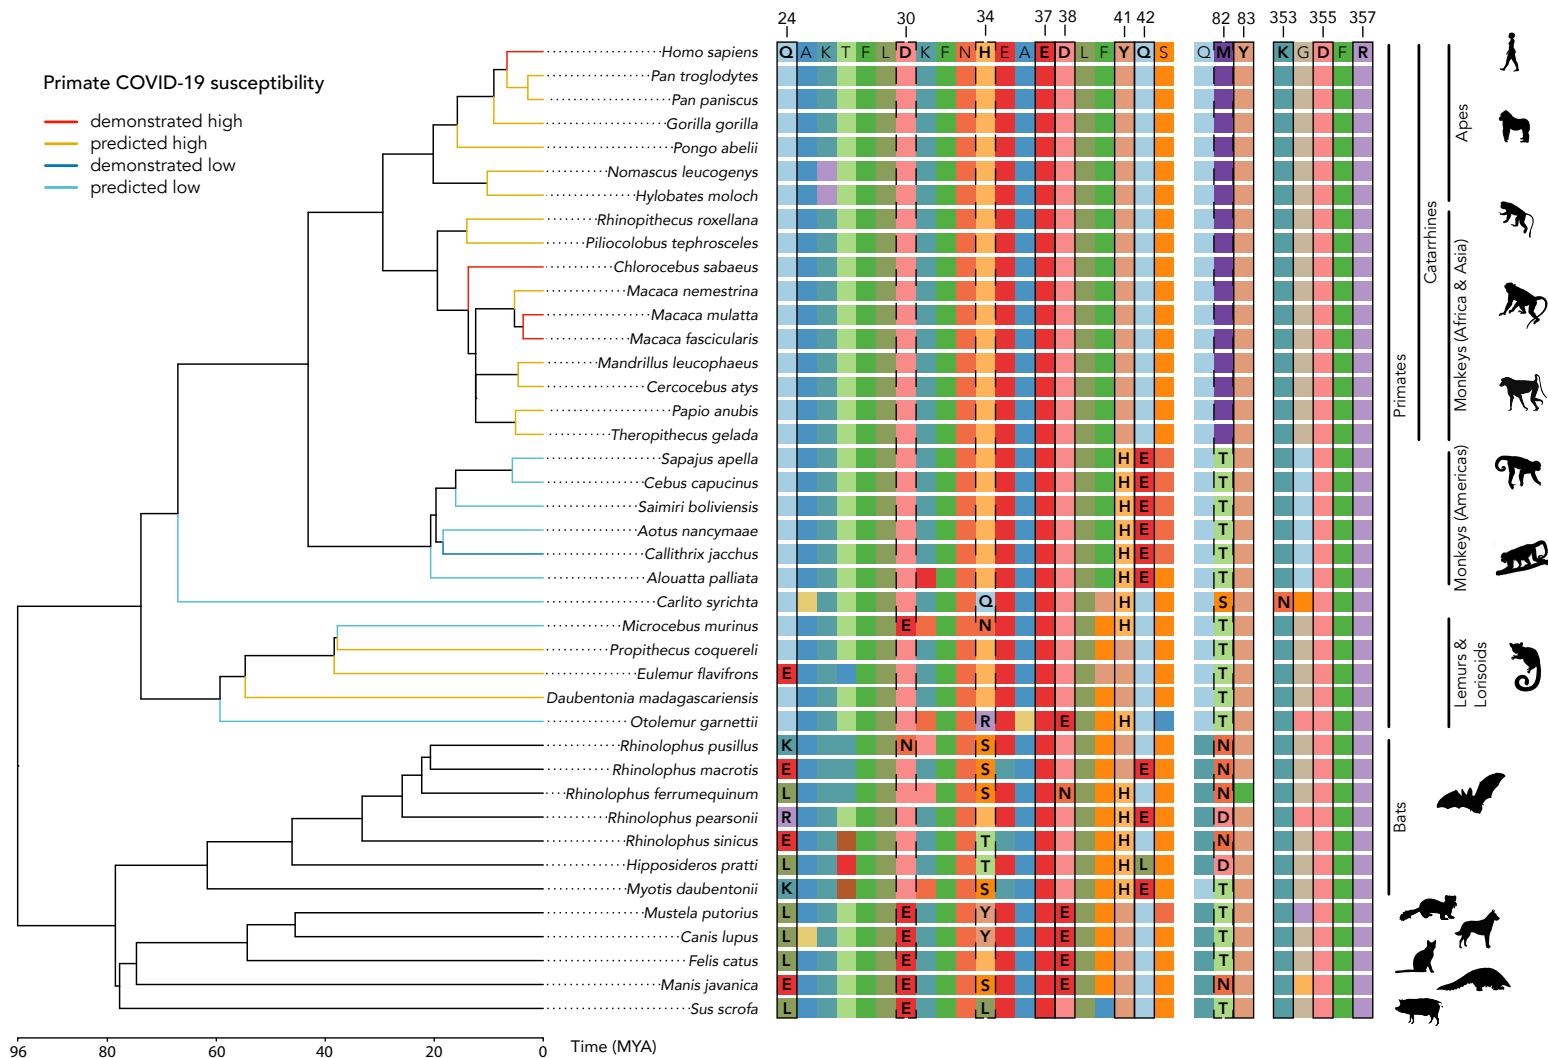 24 30 34 37 38 41 42 82 83 353 355 357
Homo sapiens Q A K T F L D K F N H E A E D L F Y Q S Q M Y K G D F R
Primate COVID-19 susceptibility
demonstrated high
predicted high
demonstrated low
predicted low
Pan troglodytes
Pan paniscus
Gorilla gorilla
Pongo abelii
Nomascus leucogenys
Hylobates moloch
Rhinopithecus roxellana
Piliocolobus tephrosceles
Chlorocebus sabaeus
Macaca nemestrina
Macaca mulatta
Macaca fascicularis
Mandrillus leucophaeus
Cercocebus atys
Papio anubis
Theropithecus gelada
Sapajus apella H E T
Cebus capucinus H E T
Saimiri boliviensis H E T
Aotus nancymaae H E T
Callithrix jacchus H E T
Alouatta palliata H E T
Carlito syrichta Q H S N
Microcebus murinus E N H T
Propithecus coquereli T
Eulemur flavifrons E T
Daubentonia madagascariensis T
Otolemur garnettii R E H T
Rhinolophus pusillus K N S N
Rhinolophus macrotis E S E N
Rhinolophus ferrumequinum L S N H N
Rhinolophus pearsonii R H E D
Rhinolophus sinicus E T H N
Hipposideros pratti L T H L D
Myotis daubentonii K S H E T
Mustela putorius L E Y E T
Canis lupus L E Y E T
Felis catus L E E T
Manis javanica E E S E N
Sus scrofa L E L T
Apes
Catarrhines
Monkeys (Africa & Asia)
Primates
Monkeys (Americas)
Lemurs &
Lorisoids
Bats
96 80 60 40 20 0 Time (MYA)